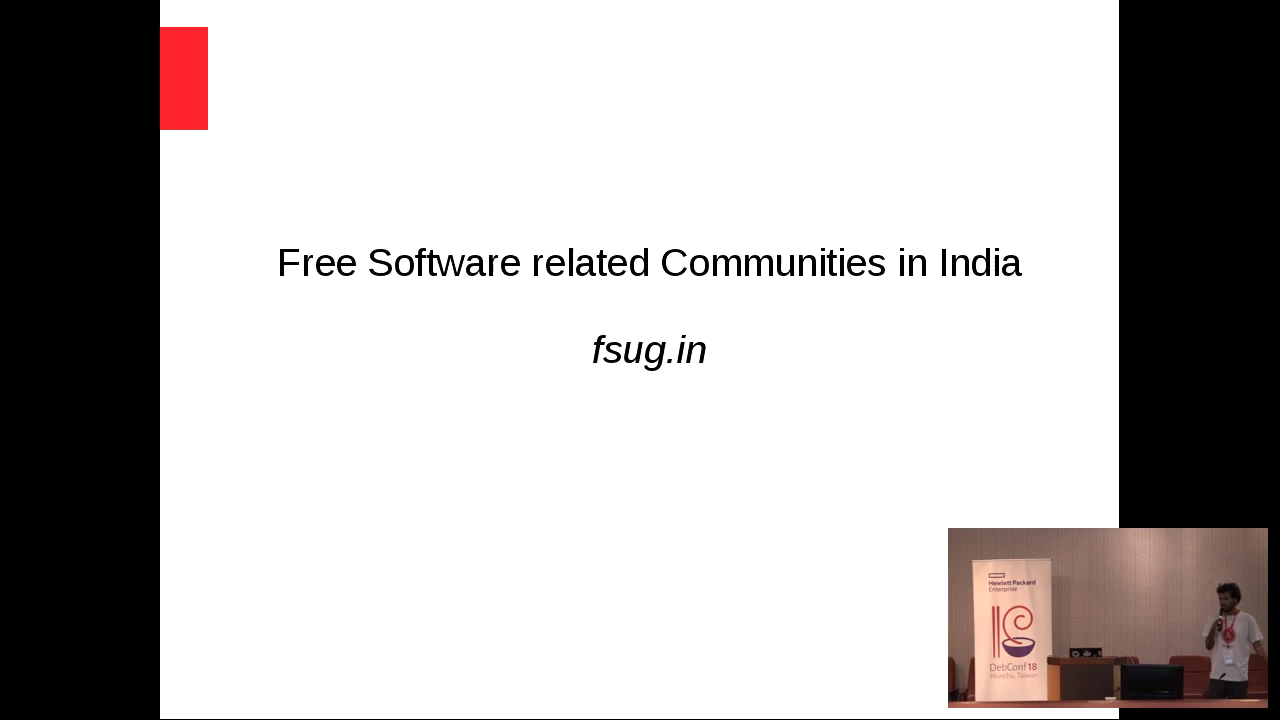 Free Software related Communities in India
fsug.in
Hewlett Packard
Enterprise
DebConf18
Hsinchu, Taiwan